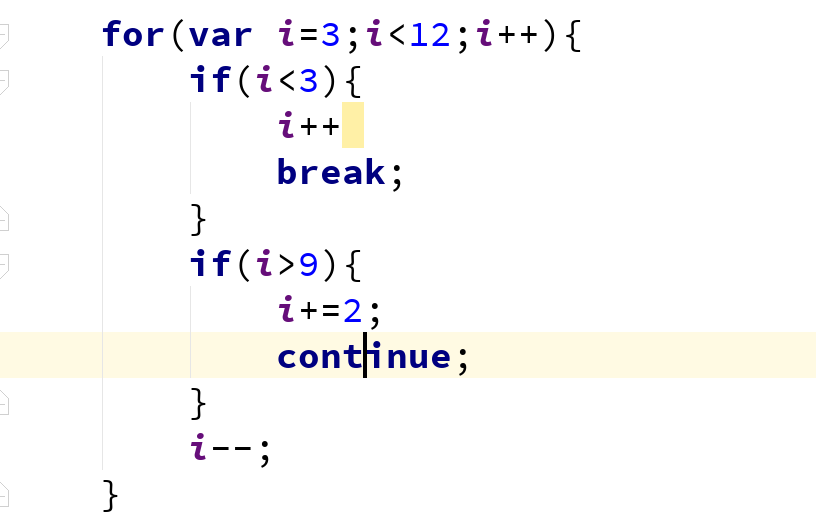 for(var i=3;i<12;i++){
if(i<3){
i++
break;
}
if(i>9){
i+=2;
continue;
}
i--;
}